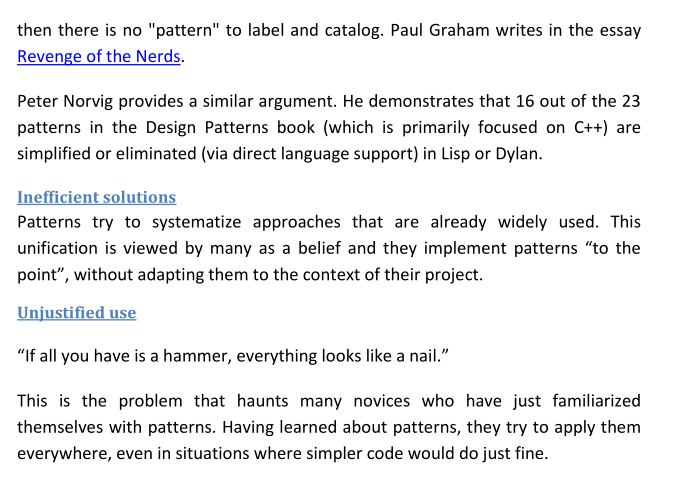 then there is no "pattern" to label and catalog. Paul Graham writes in the essay
Revenge of the Nerds.
Peter Norvig provides a similar argument. He demonstrates that 16 out of the 23
patterns in the Design Patterns book (which is primarily focused on C++) are
simplified or eliminated (via direct language support) in Lisp or Dylan.
Inefficient solutions
Patterns try to systematize approaches that are already widely used. This
unification is viewed by many as a belief and they implement patterns “to the
point”, without adapting them to the context of their project.
Unjustified use
“If all you have is a hammer, everything looks like a nail.”
This is the problem that haunts many novices who have just familiarized
themselves with patterns. Having learned about patterns, they try to apply them
everywhere, even in situations where simpler code would do just fine.